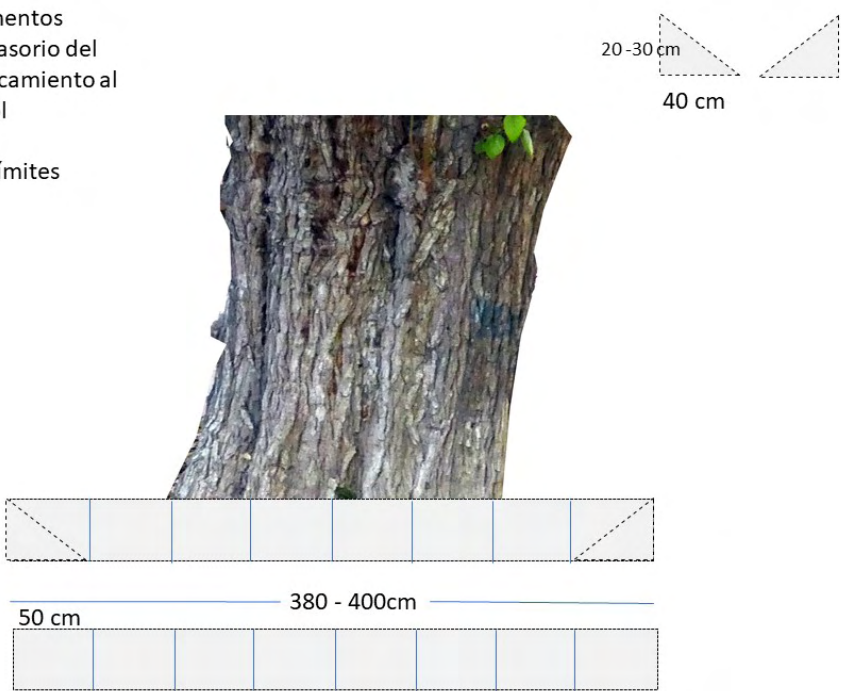 mentos
asorio del
camiento al
l
ímites
20 -30 cm
40 cm
380 - 400cm
50 cm